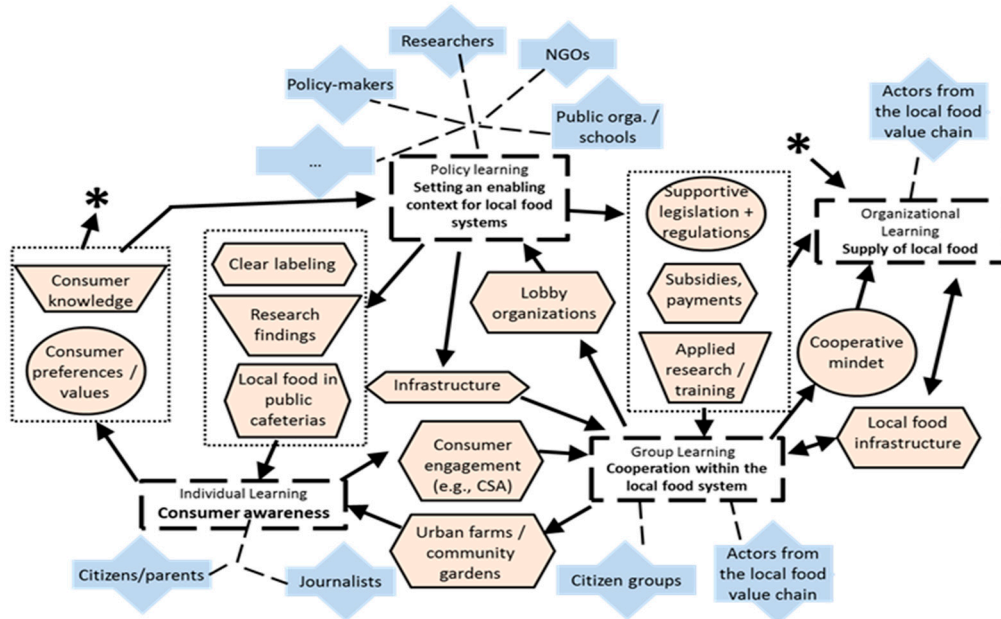 Researchers
NGOs
Policy-makers
Public orga. /
schools
...
Actors from
the local food
value chain
*
*
Policy learning
Setting an enabling
context for local food
systems
Supportive
legislation +
regulations
Organizational
Learning
Supply of local food
Clear labeling
Consumer
knowledge
Research
findings
Lobby
organizations
Subsidies,
payments
Consumer
preferences /
values
Local food in
public
cafeterias
Infrastructure
Applied
research /
training
Cooperative
mindet
Local food
infrastructure
Consumer
engagement
(e.g., CSA)
Group Learning
Cooperation within the
local food system
Individual Learning
Consumer awareness
Urban farms /
community
gardens
Citizens/parents
Journalists
Citizen groups
Actors from
the local food
value chain